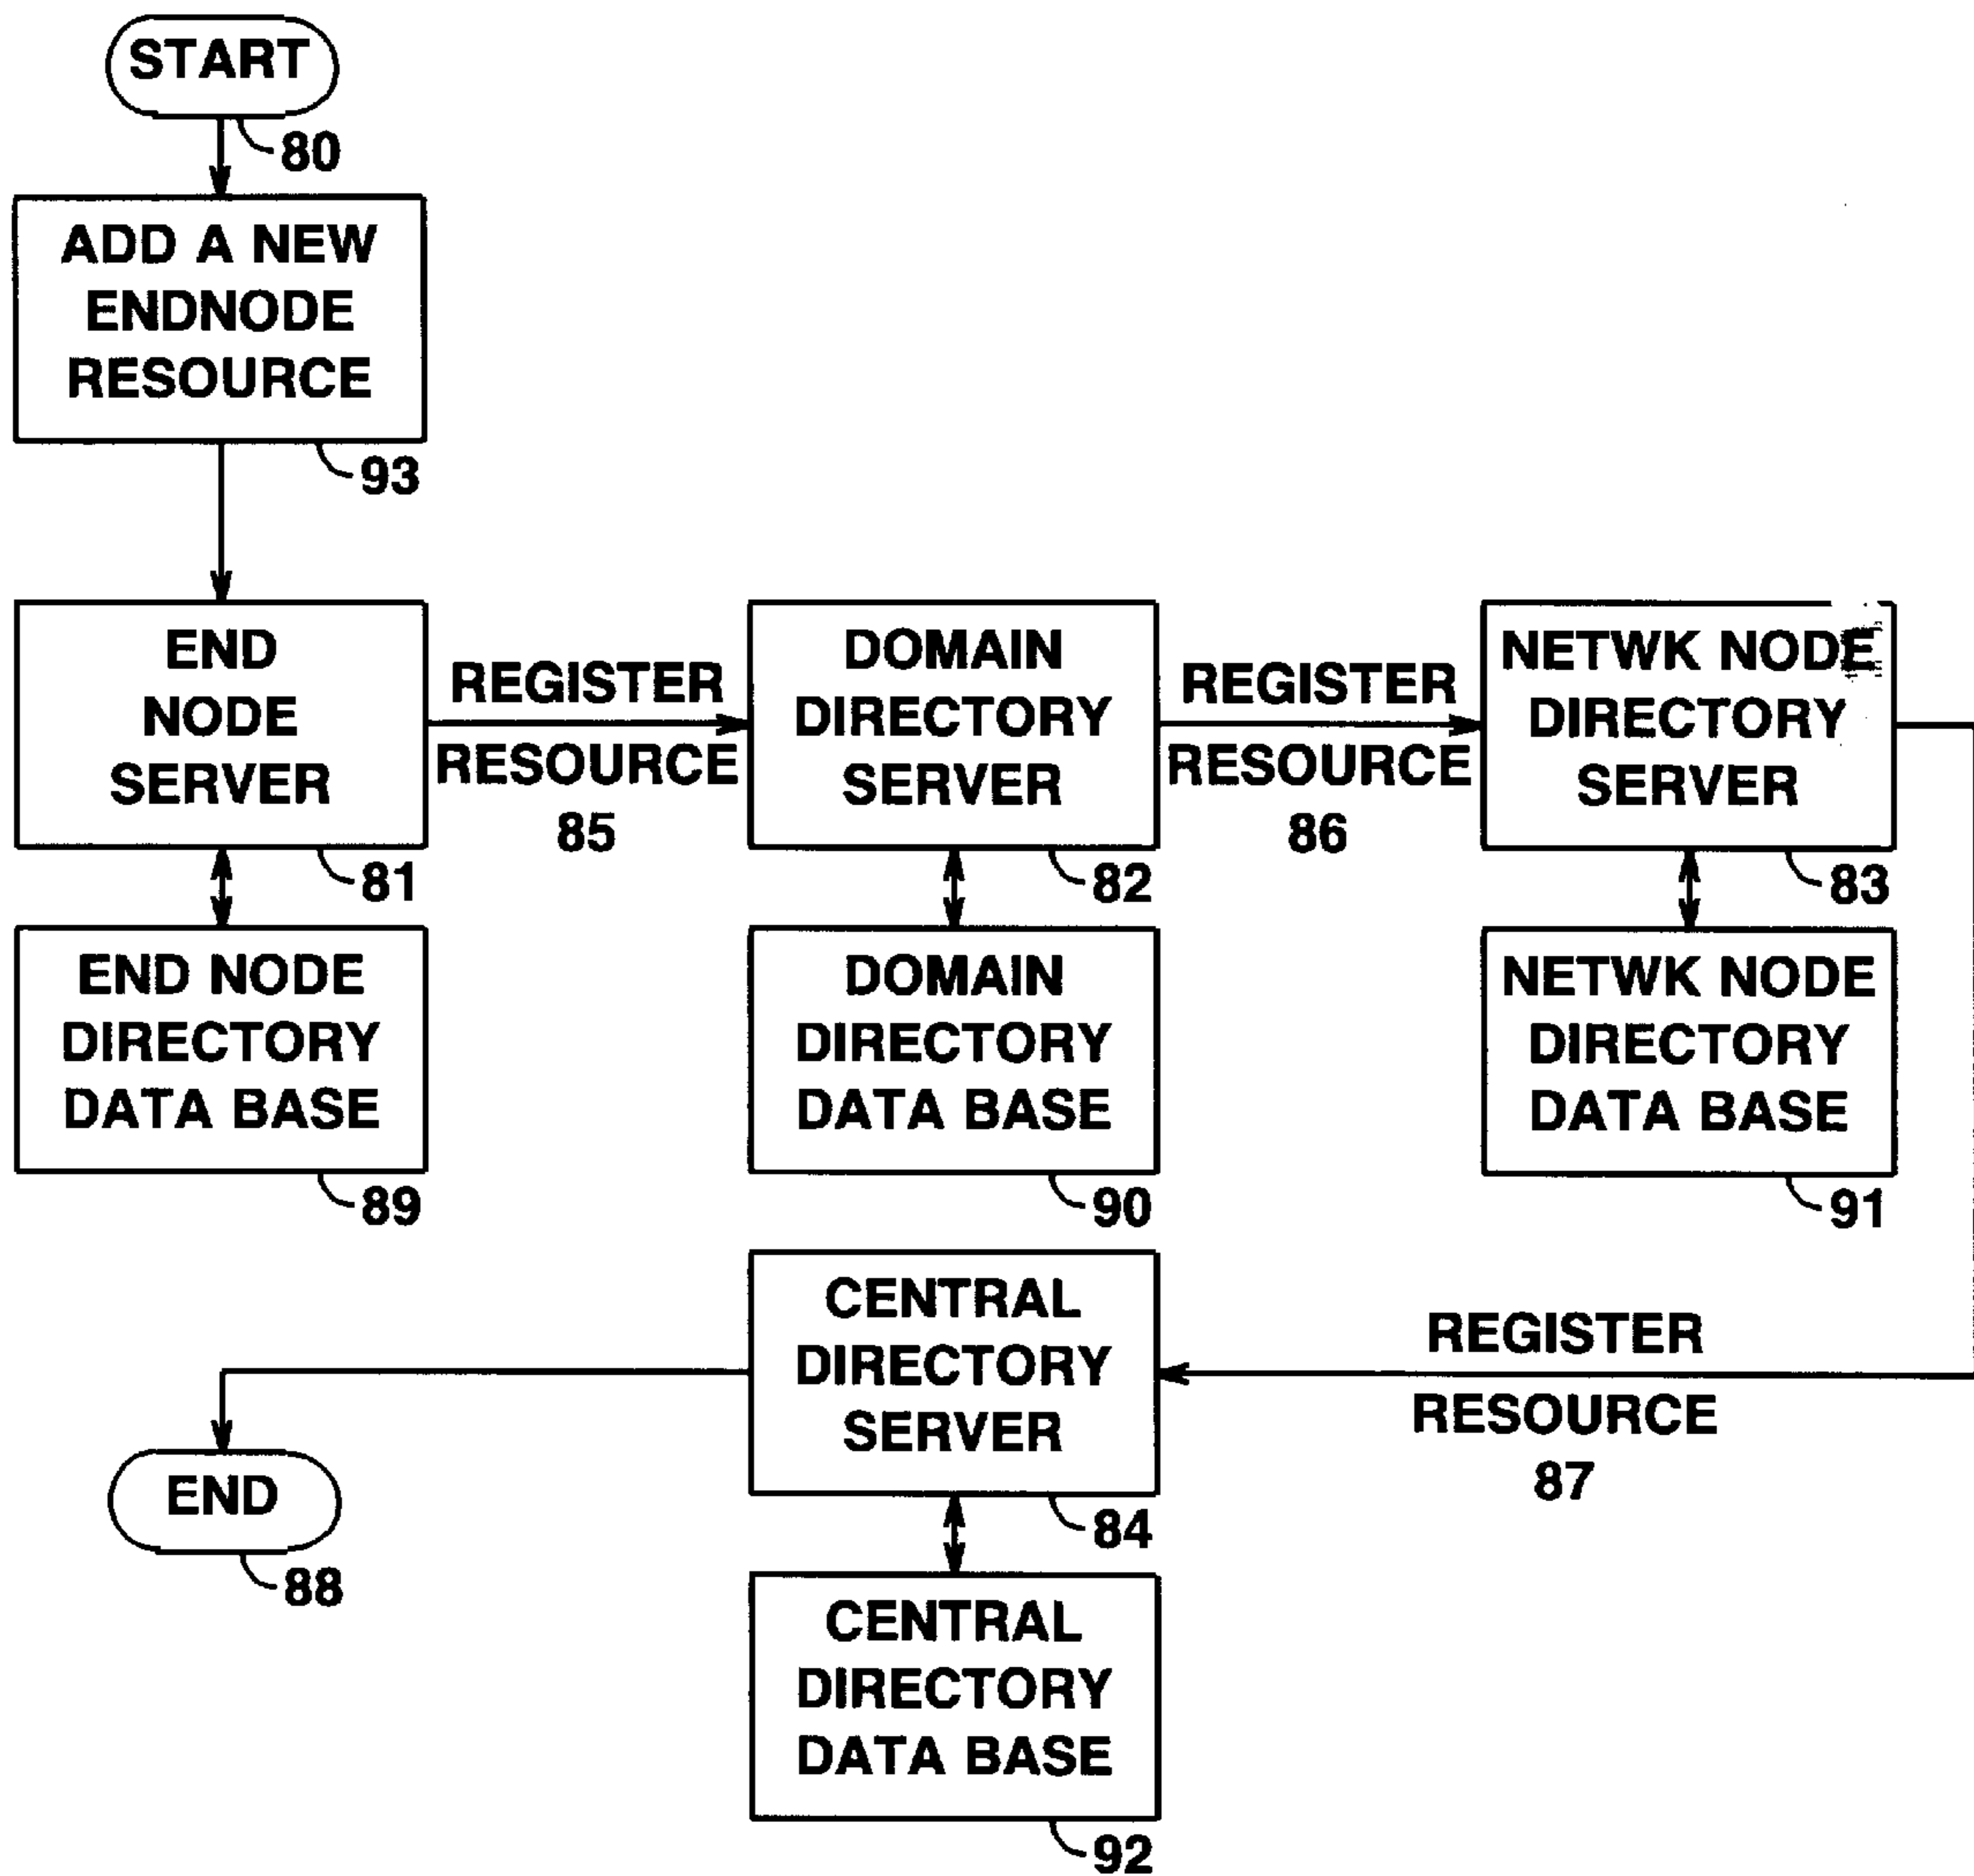 START
80
ADD A NEW
ENDNODE
RESOURCE
93
END
NODE
SERVER
81
REGISTER
RESOURCE
85
DOMAIN
DIRECTORY
SERVER
82
REGISTER
RESOURCE
86
NETWK NODE
DIRECTORY
SERVER
83
END NODE
DIRECTORY
DATA BASE
89
DOMAIN
DIRECTORY
DATA BASE
90
NETWK NODE
DIRECTORY
DATA BASE
91
CENTRAL
DIRECTORY
SERVER
84
REGISTER
RESOURCE
87
END
88
CENTRAL
DIRECTORY
DATA BASE
92